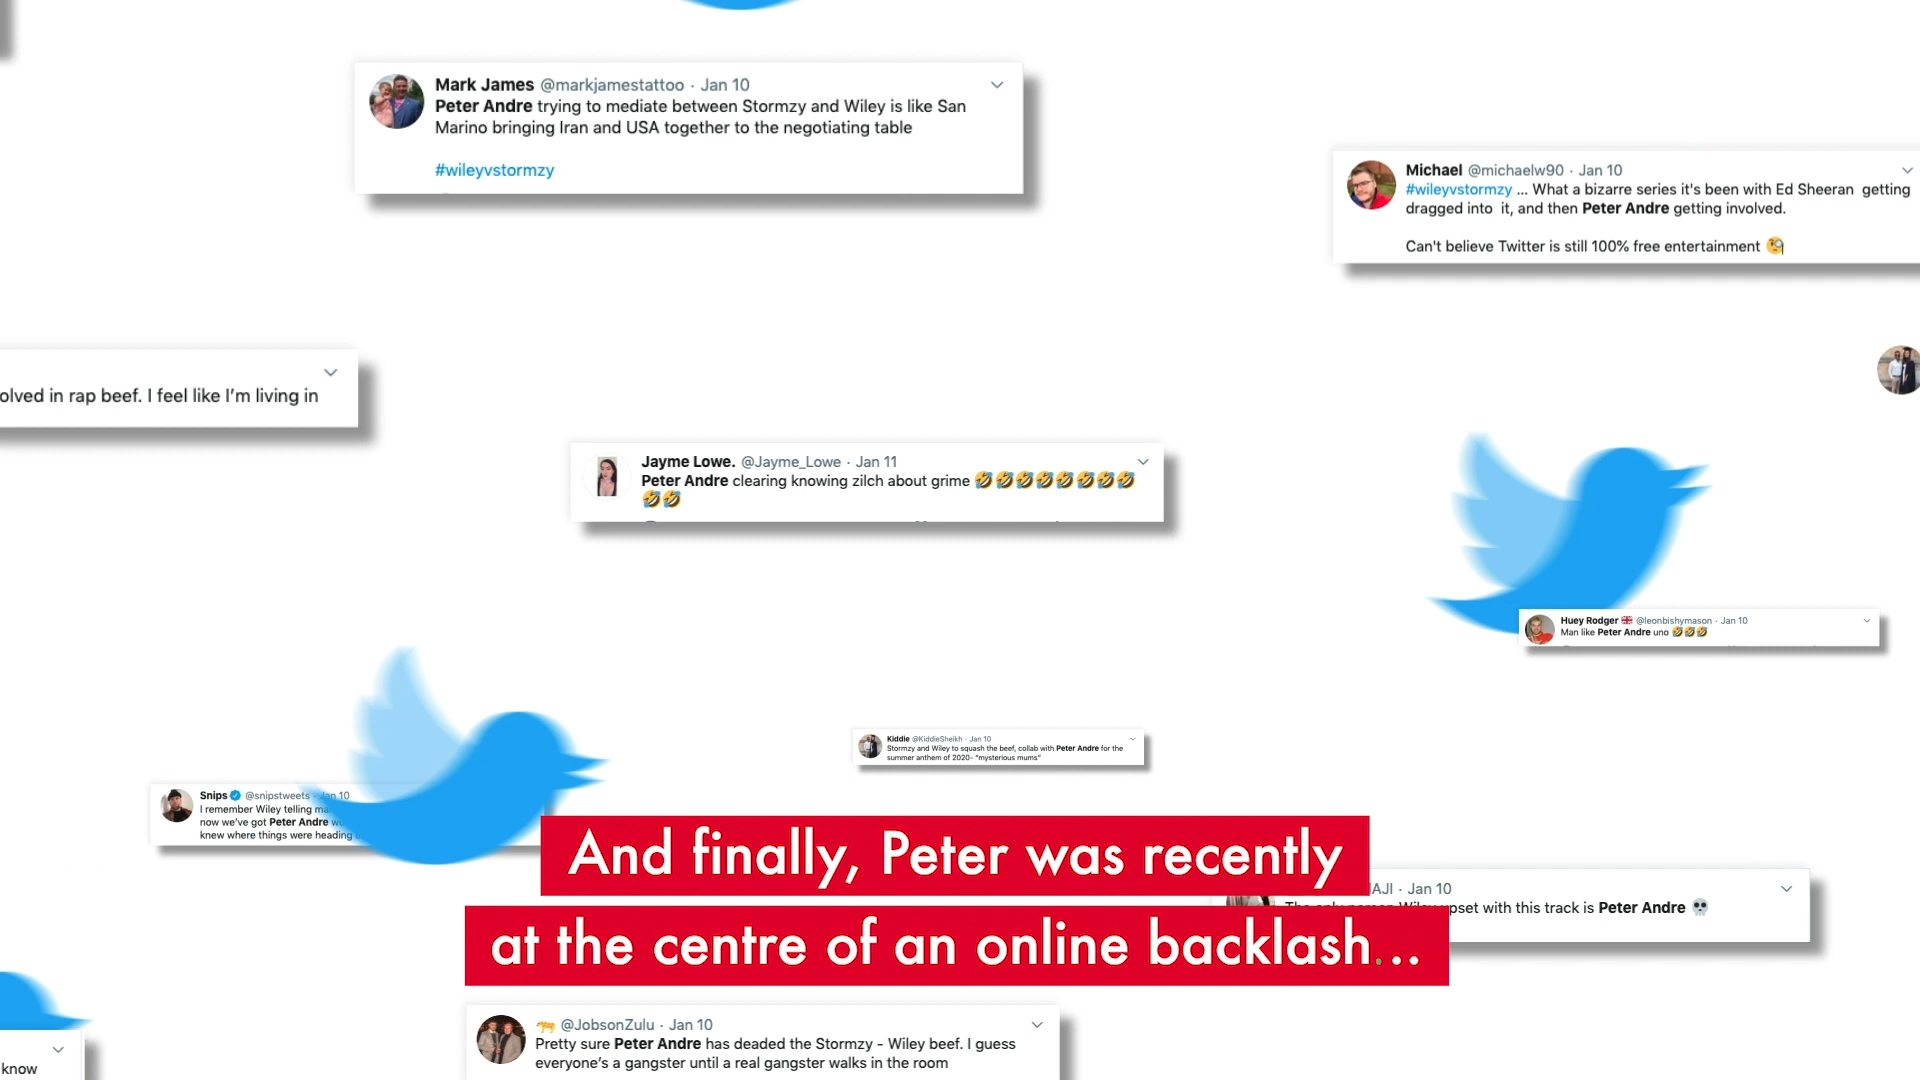 Mark James @markjamestattoo · Jan 10
Peter Andre trying to mediate between Stormzy and Wiley is like San
Marino bringing Iran and USA together to the negotiating table
#wileyvstormzy
Michael @michaelw90 · Jan 10
#wileyvstormzy ... What a bizarre series it's been with Ed Sheeran getting
dragged into it, and then Peter Andre getting involved.
Can't believe Twitter is still 100% free entertainment 🧐
olved in rap beef. I feel like I'm living in
Jayme Lowe. @Jayme_Lowe · Jan 11
Peter Andre clearing knowing zilch about grime 🤣🤣🤣🤣🤣🤣🤣🤣
🤣🤣
Huey Rodger 🇬🇧 @leonbishymason · Jan 10
Man like Peter Andre uno 🤣🤣🤣
Kiddie @KiddieSheikh · Jan 10
Stormzy and Wiley to squash the beef, collab with Peter Andre for the
summer anthem of 2020- "mysterious mums"
Snips @snipstweets · Jan 10
I remember Wiley telling
now we've got Peter Andre
knew where things were heading
And finally, Peter was recently
at the centre of an online backlash...
AJI · Jan 10
pset with this track is Peter Andre 💀
🐆 @JobsonZulu · Jan 10
Pretty sure Peter Andre has deaded the Stormzy - Wiley beef. I guess
everyone's a gangster until a real gangster walks in the room
know